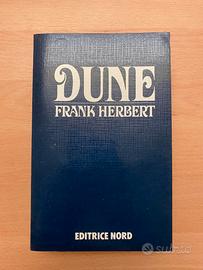 DUNE
FRANK HERBERT
EDITRICE NORD
subito